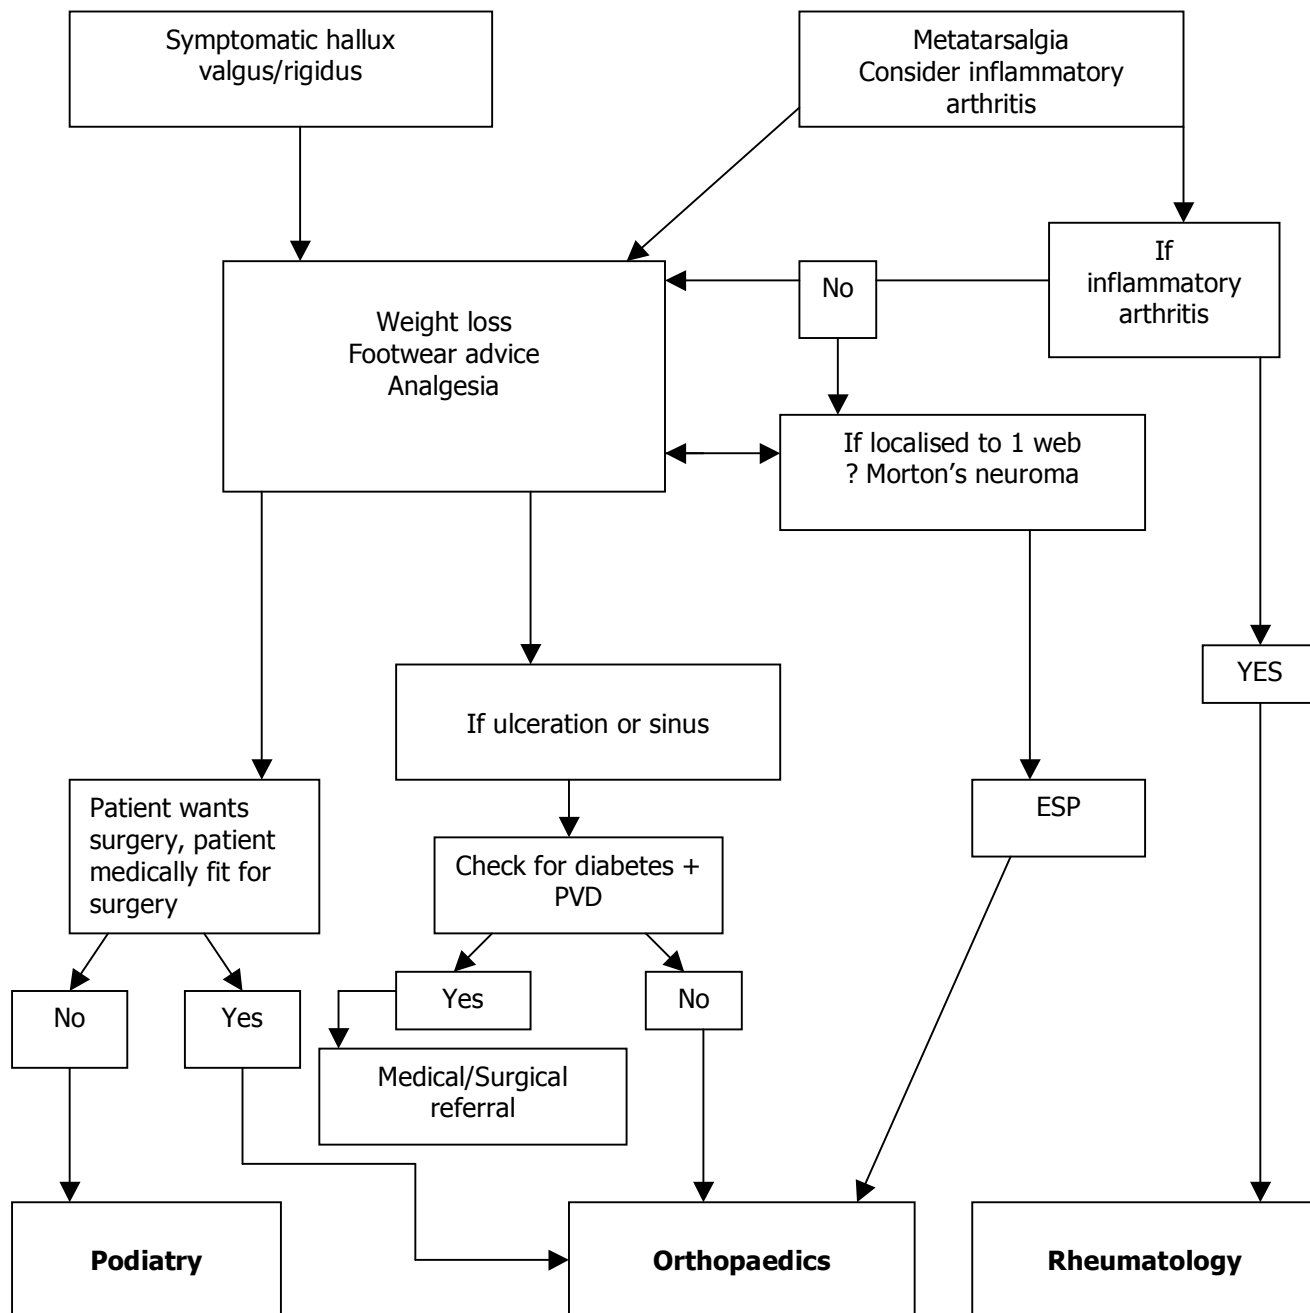 Symptomatic hallux
valgus/rigidus
Metatarsalgia
Consider inflammatory
arthritis
If
inflammatory
arthritis
No
Weight loss
Footwear advice
Analgesia
If localised to 1 web
? Morton's neuroma
YES
If ulceration or sinus
Patient wants
surgery, patient
medically fit for
surgery
ESP
Check for diabetes +
PVD
No
Yes
Yes
No
Medical/Surgical
referral
Podiatry
Orthopaedics
Rheumatology